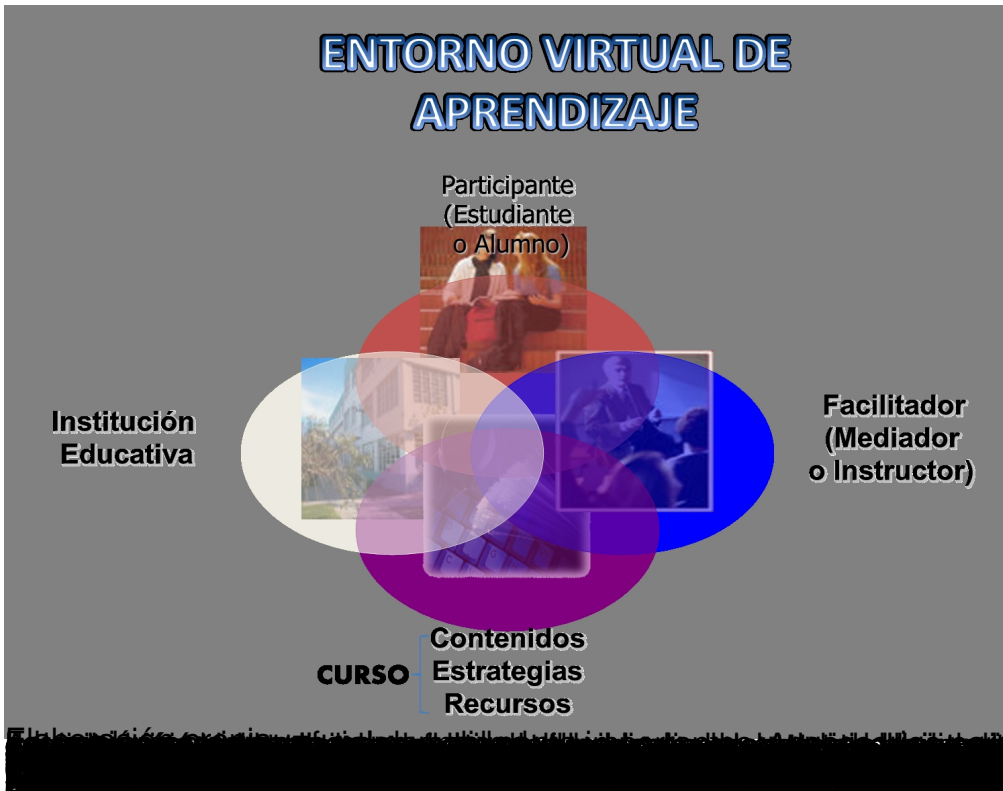 ENTORNO VIRTUAL DE
APRENDIZAJE
Participante
(Estudiante
o Alumno)
Institución
Educativa
Facilitador
(Mediador
o Instructor)
CURSO
Contenidos
Estrategias
Recursos